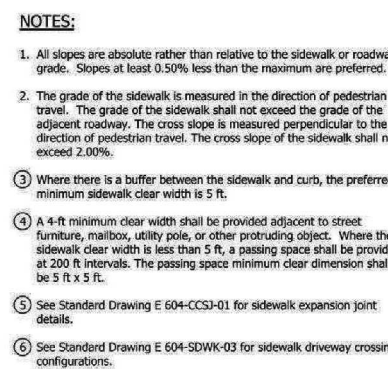 NOTES:
1. All slopes are absolute rather than relative to the sidewalk or roadwa
grade. Slopes at least 0.50% less than the maximum are preferred.
2. The grade of the sidewalk is measured in the direction of pedestrian
travel. The grade of the sidewalk shall not exceed the grade of the
adjacent roadway. The cross slope is measured perpendicular to the
direction of pedestrian travel. The cross slope of the sidewalk shall n
exceed 2.00%.
3 Where there is a buffer between the sidewalk and curb, the preferre
minimum sidewalk clear width is 5 ft.
4 A 4-ft minimum clear width shall be provided adjacent to street
furniture, mailbox, utility pole, or other protruding object. Where the
sidewalk clear width is less than 5 ft, a passing space shall be provid
at 200 ft intervals. The passing space minimum clear dimension shal
be 5 ft x 5 ft.
5 See Standard Drawing E 604-CCSJ-01 for sidewalk expansion joint
details.
6 See Standard Drawing E 604-SDWK-03 for sidewalk driveway crossin
configurations.